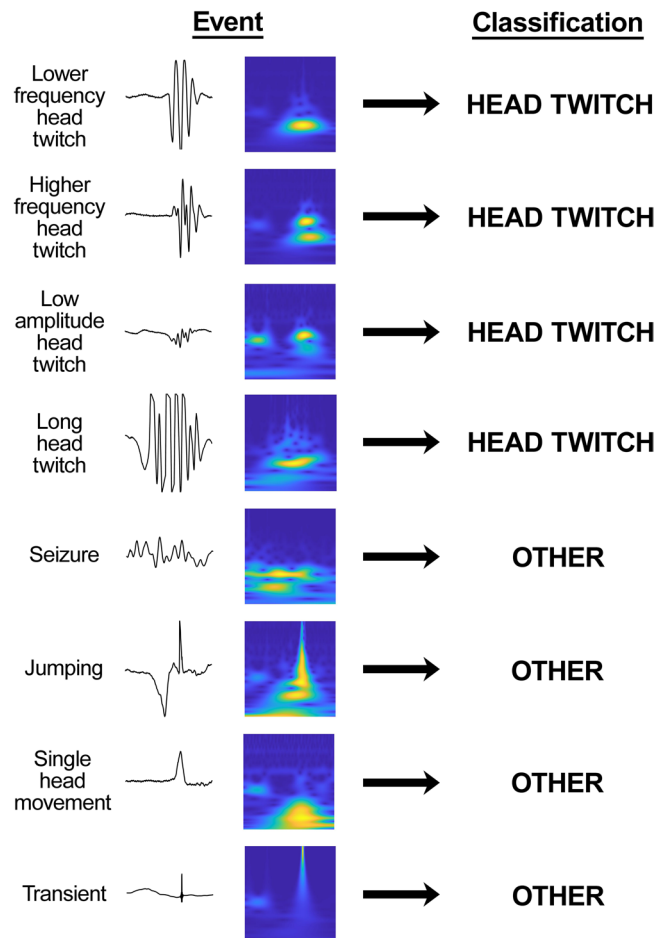 Event Classification
Lower
frequency
head
twitch
HEAD TWITCH
Higher
frequency
head
twitch
HEAD TWITCH
Low
amplitude
head
twitch
HEAD TWITCH
Long
head
twitch
HEAD TWITCH
Seizure
OTHER
Jumping
OTHER
Single
head
movement
OTHER
Transient
OTHER